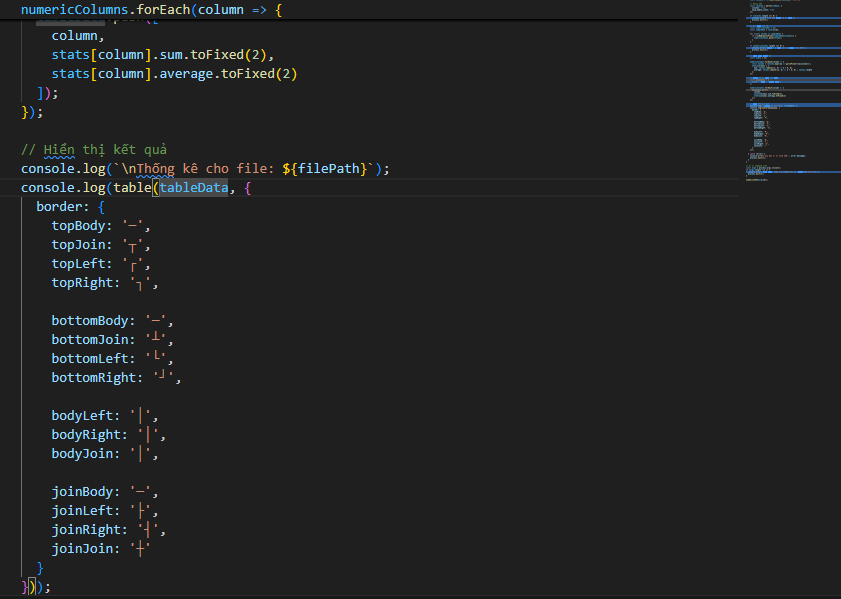 numericColumns.forEach(column => {
column,
stats[column].sum.toFixed(2),
stats[column].average.toFixed(2)
]);
});
// Hiển thị kết quả
console.log(`\nThống kê cho file: ${filePath}`);
console.log(table(tableData, {
border: {
topBody: '─',
topJoin: '┬',
topLeft: '┌',
topRight: '┐',
bottomBody: '─',
bottomJoin: '┴',
bottomLeft: '└',
bottomRight: '┘',
bodyLeft: '│',
bodyRight: '│',
bodyJoin: '│',
joinBody: '─',
joinLeft: '├',
joinRight: '┤',
joinJoin: '┼'
}
}));